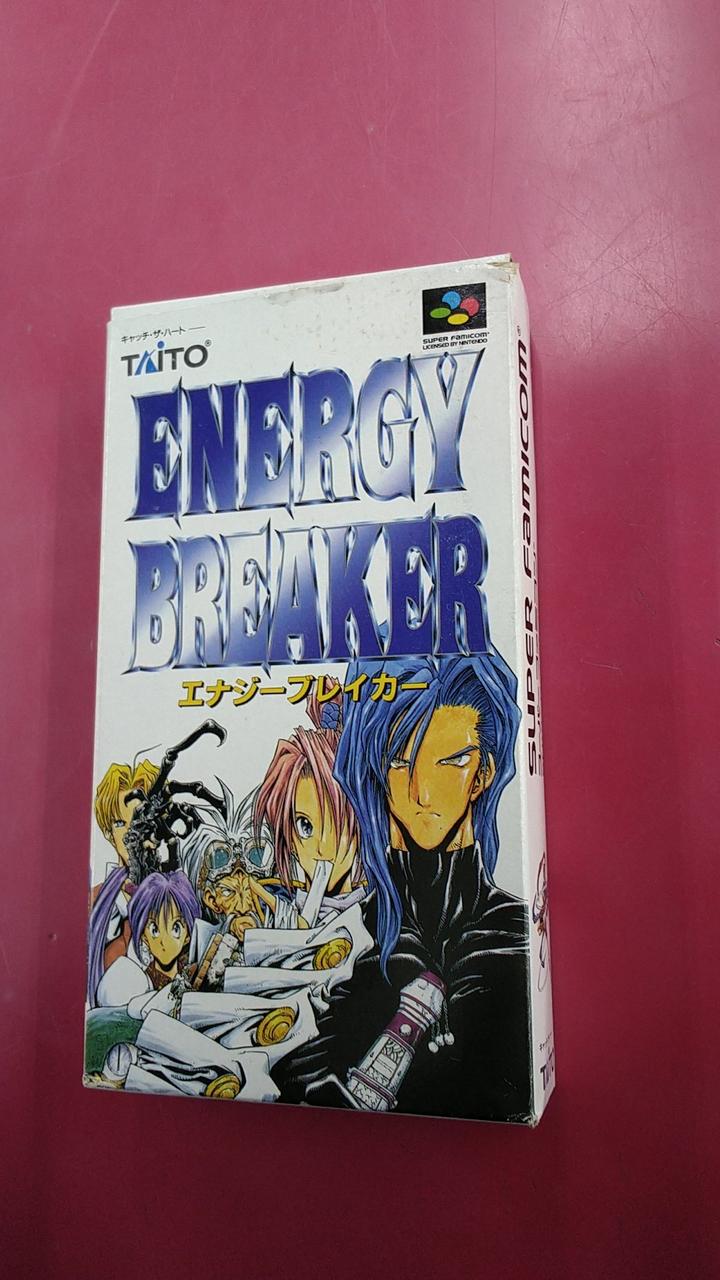 キャッチ・ザ・ハート
TAITO®
SUPER FAMICOM®
LICENSED BY NINTENDO
ENERGY
BREAKER
エナジーブレイカー
SUPER FAMICOM®